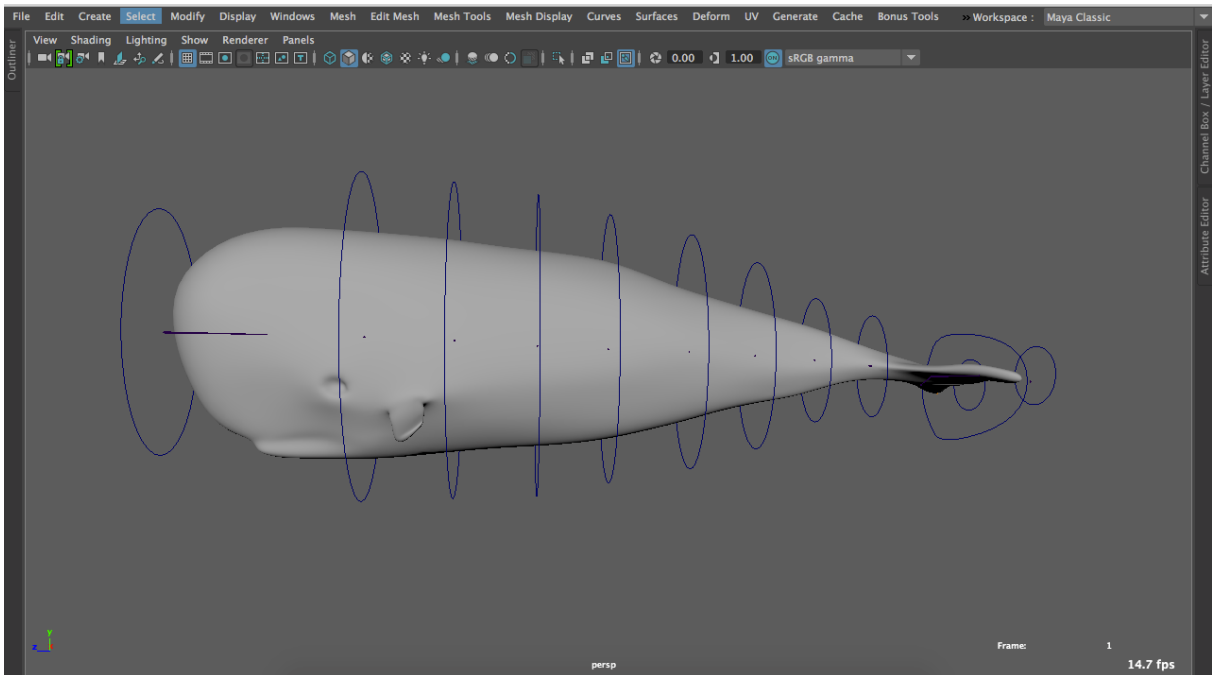 File Edit Create Select Modify Display Windows Mesh Edit Mesh Mesh Tools Mesh Display Curves Surfaces Deform UV Generate Cache Bonus Tools » Workspace : Maya Classic
View Shading Lighting Show Renderer Panels
0.00 1.00 ON sRGB gamma
Outliner
Channel Box / Layer Editor
Attribute Editor
y
z
Frame: 1
persp
14.7 fps